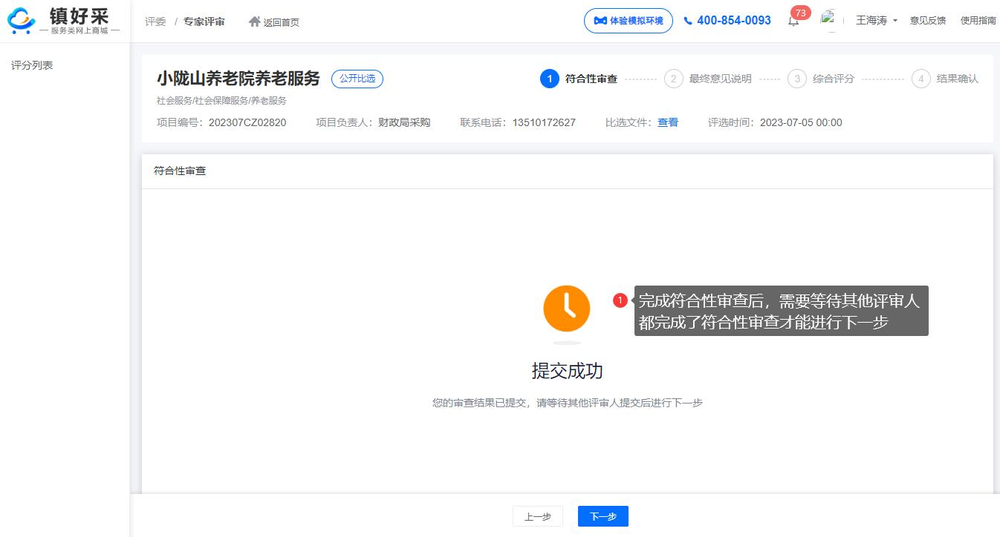 镇好采
服务类网上商城
评委 / 专家评审 返回首页 体验模拟环境 400-854-0093 73 王海涛 意见反馈 使用指南
评分列表
小陇山养老院养老服务 公开比选 1 符合性审查 2 最终意见说明 3 综合评分 4 结果确认
社会服务/社会保障服务/养老服务
项目编号：202307CZ02820 项目负责人：财政局采购 联系电话：13510172627 比选文件：查看 评选时间：2023-07-05 00:00
符合性审查
1 完成符合性审查后，需要等待其他评审人
都完成了符合性审查才能进行下一步
提交成功
您的审查结果已提交，请等待其他评审人提交后进行下一步
上一步 下一步